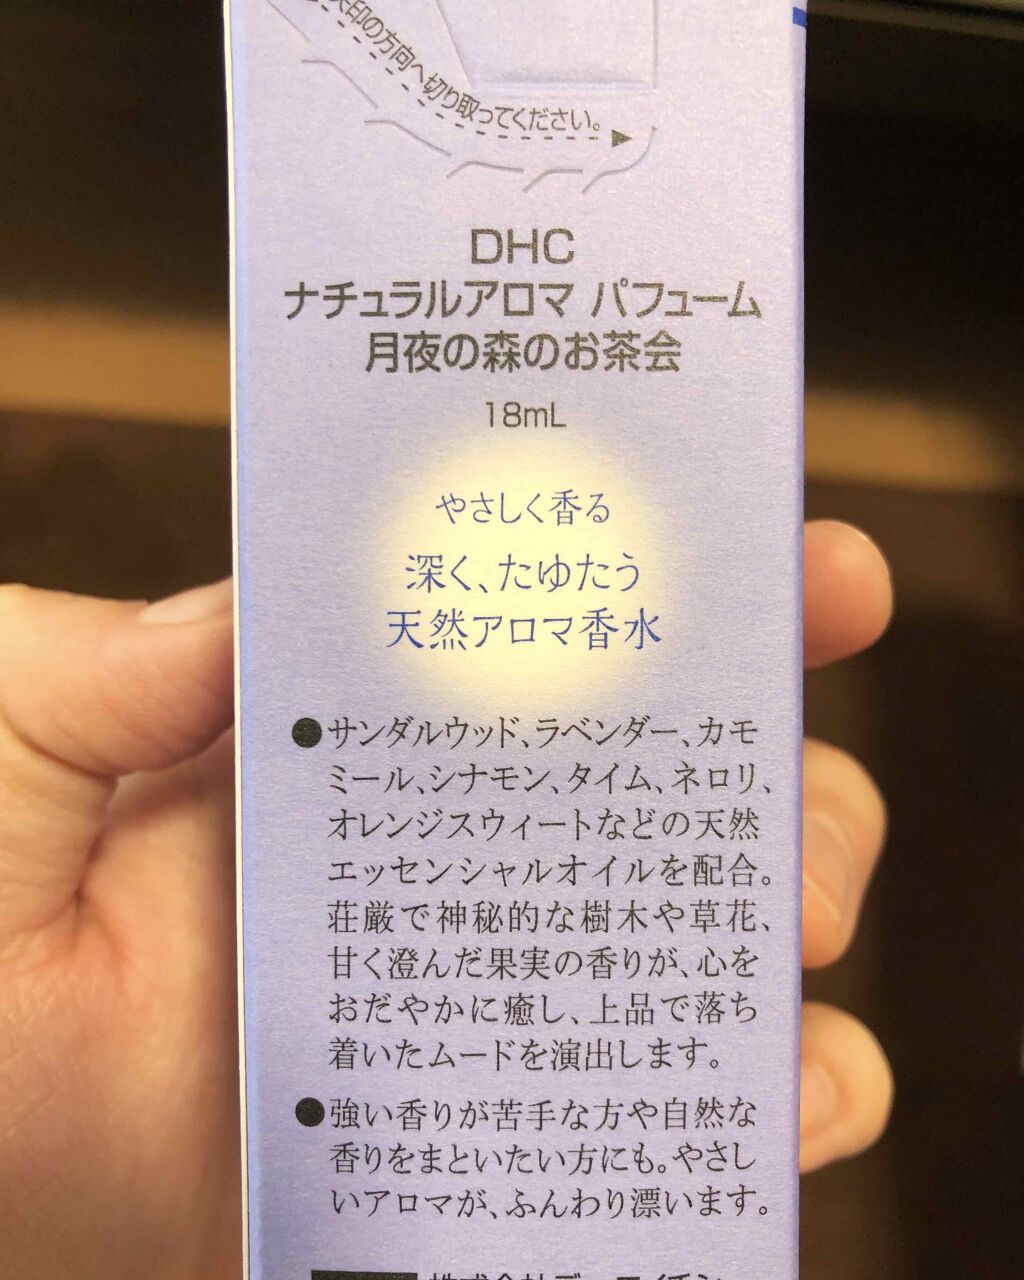 矢印の方向へ切り取ってください。
DHC
ナチュラルアロマ パフューム
月夜の森のお茶会
18mL
やさしく香る
深く、たゆたう
天然アロマ香水
●サンダルウッド、ラベンダー、カモ
ミール、シナモン、タイム、ネロリ、
オレンジスウィートなどの天然
エッセンシャルオイルを配合。
荘厳で神秘的な樹木や草花、
甘く澄んだ果実の香りが、心を
おだやかに癒し、上品で落ち
着いたムードを演出します。
●強い香りが苦手な方や自然な
香りをまといたい方にも。やさし
いアロマが、ふんわり漂います。